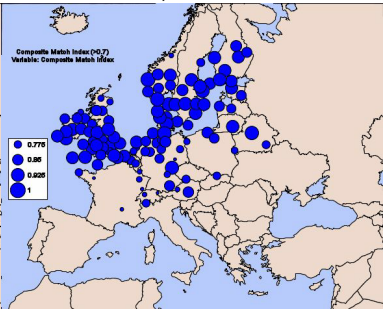 Composite Match Index (>0.7)
Variable: Composite Match Index
0.775
0.85
0.925
1